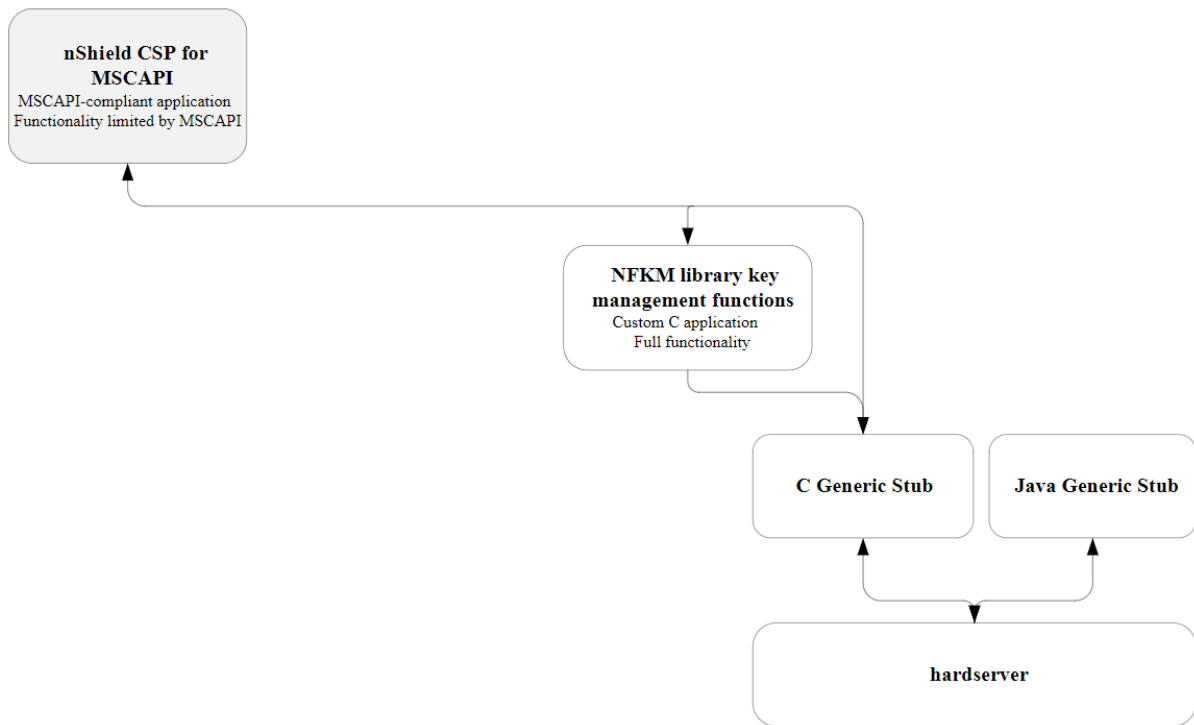 nShield CSP for
MSCAPI
MSCAPI-compliant application
Functionality limited by MSCAPI
NFKM library key
management functions
Custom C application
Full functionality
C Generic Stub
Java Generic Stub
hardserver